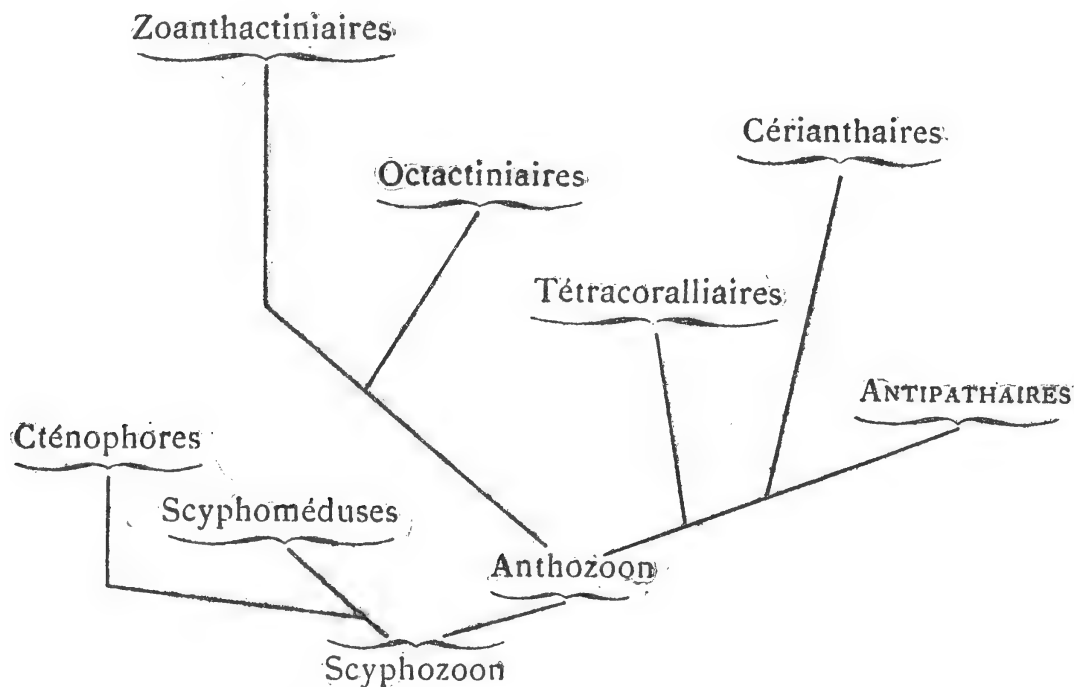 Zoanthactiniaires
Cérianthaires
Octactiniaires
Tétracoralliaires
ANTIPATHAIRES
Cténophores
Scyphoméduses
Anthozoon
Scyphozoon